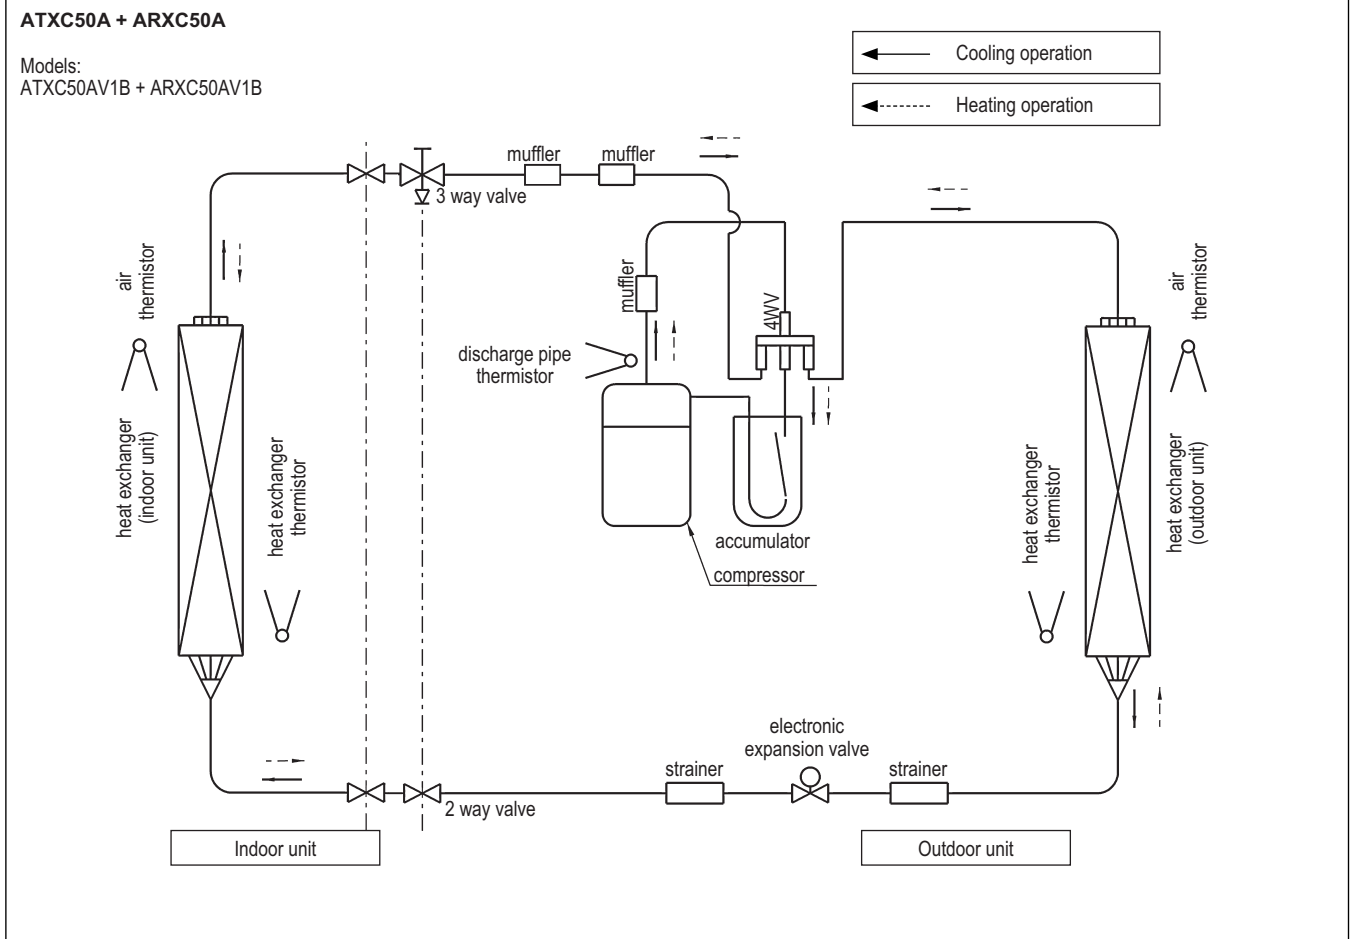 ATXC50A + ARXC50A
Models:
ATXC50AV1B + ARXC50AV1B
Cooling operation
Heating operation
muffler
muffler
3 way valve
air
thermistor
heat exchanger
(indoor unit)
heat exchanger
thermistor
muffler
discharge pipe
thermistor
4WV
accumulator
compressor
air
thermistor
heat exchanger
(outdoor unit)
heat exchanger
thermistor
electronic
expansion valve
strainer
strainer
2 way valve
Indoor unit
Outdoor unit